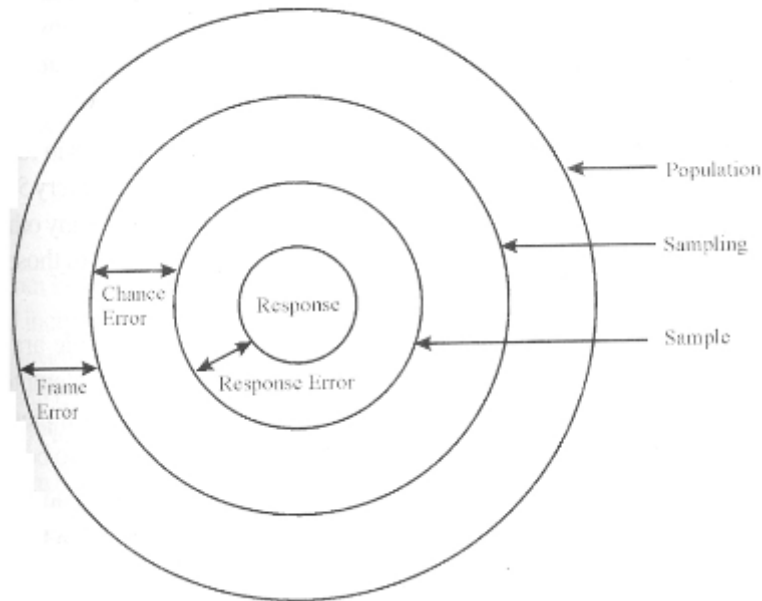 Population
Sampling
Chance
Error
Response
Sample
Response Error
Frame
Error